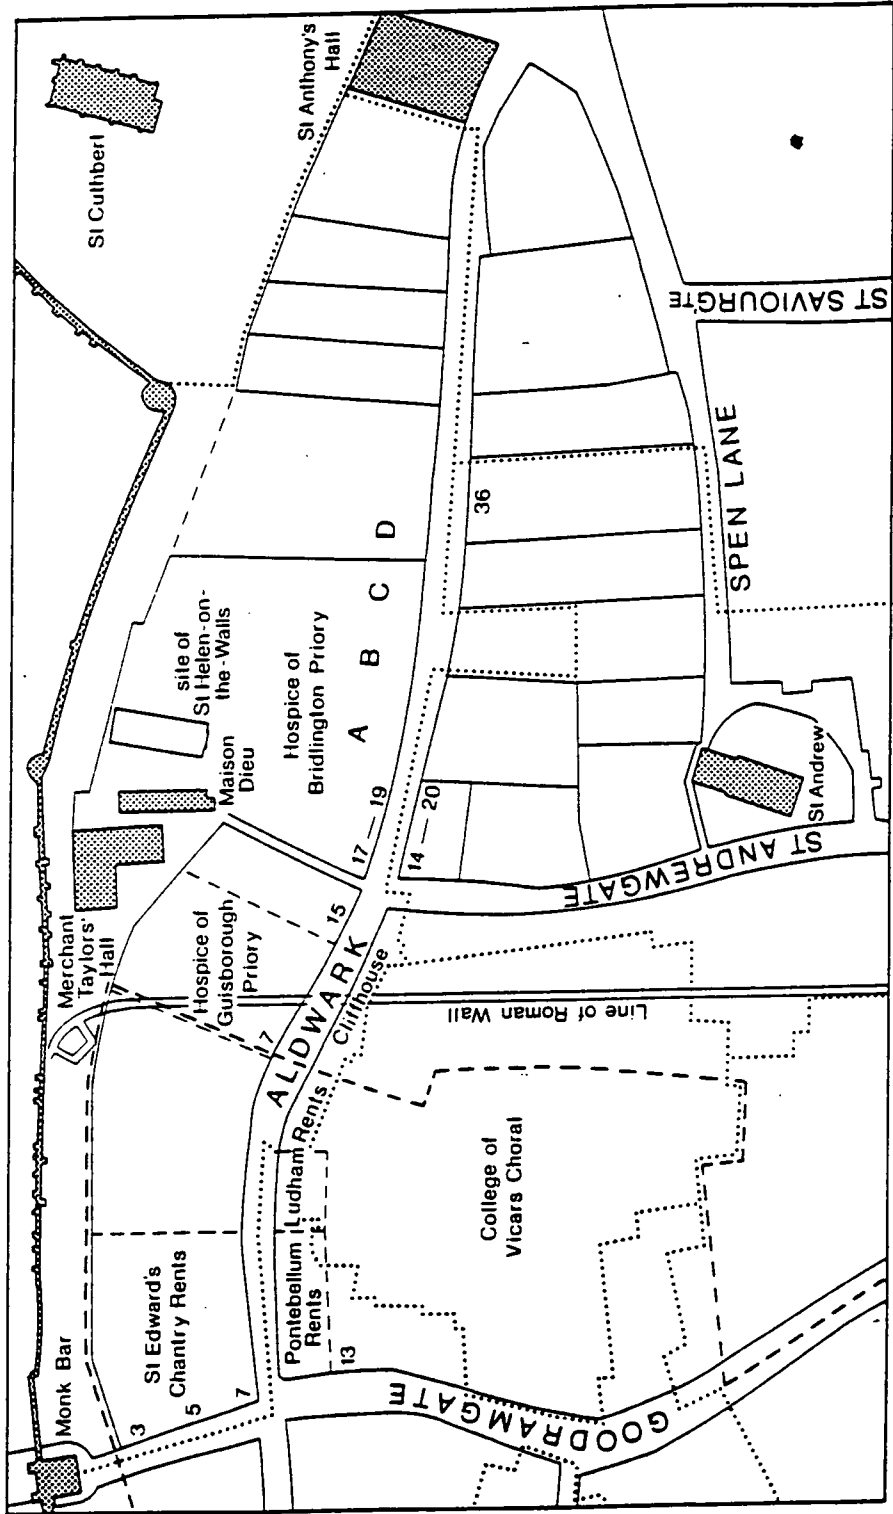 Monk Bar
Merchant
Taylors'
Hall
Maison
Dieu
site of
St Helen-on-
the-Walls
St Cuthbert
St Anthony's
Hall
St Edward's
Chantry Rents
3
5
7
Hospice of
Guisborough
Priory
7
15
Hospice of
Bridlington Priory
17 — 19
A
B
C
D
ALDWARK
Pontebellum
Rents
Ludham Rents
Cliffhouse
13
14 — 20
36
College of
Vicars Choral
Line of Roman Wall
GOODRAMGATE
ST ANDREWGATE
St Andrew
SPEN LANE
ST SAVIOURGTE